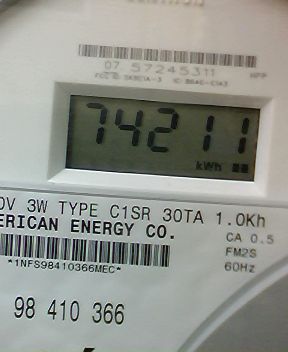 07 57245311 NPP
74211
kWh
0V 3W TYPE C1SR 30TA 1.0Kh
ERICAN ENERGY CO.
CA 0.5
FM2S
*1NFS98410366MEC*
60Hz
98 410 366